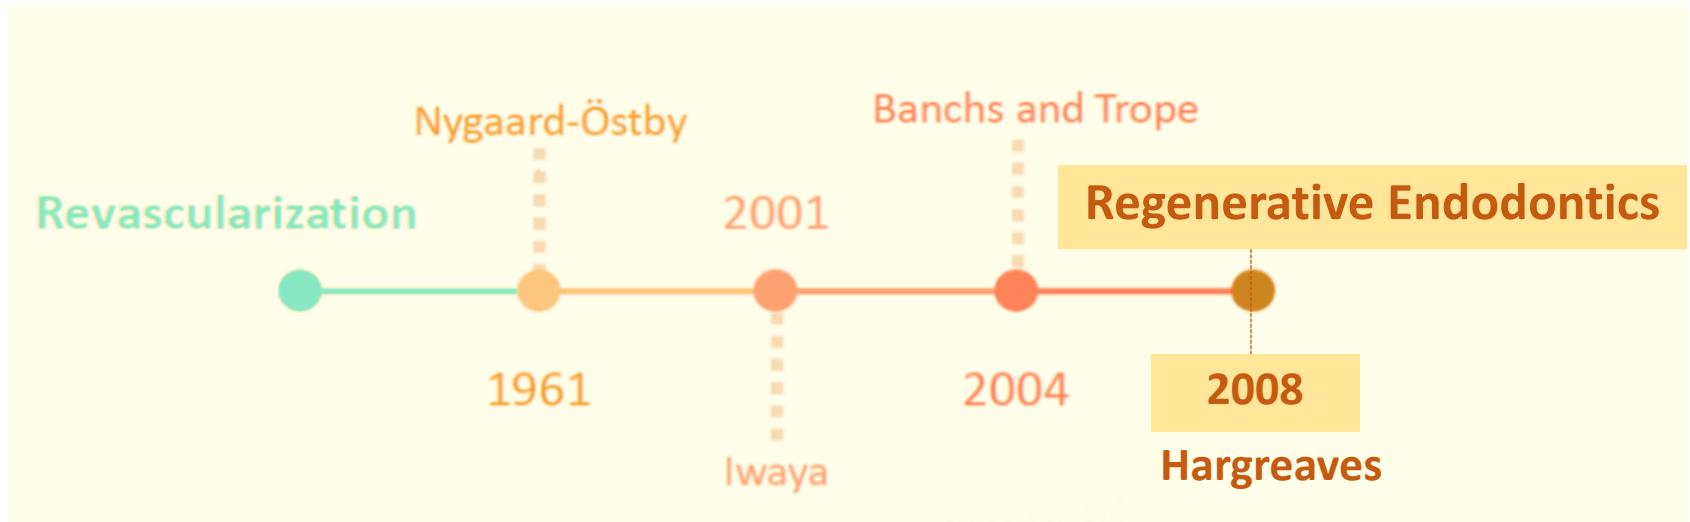 Revascularization
Nygaard-Östby
1961
2001
Iwaya
Banchs and Trope
2004
Regenerative Endodontics
2008
Hargreaves